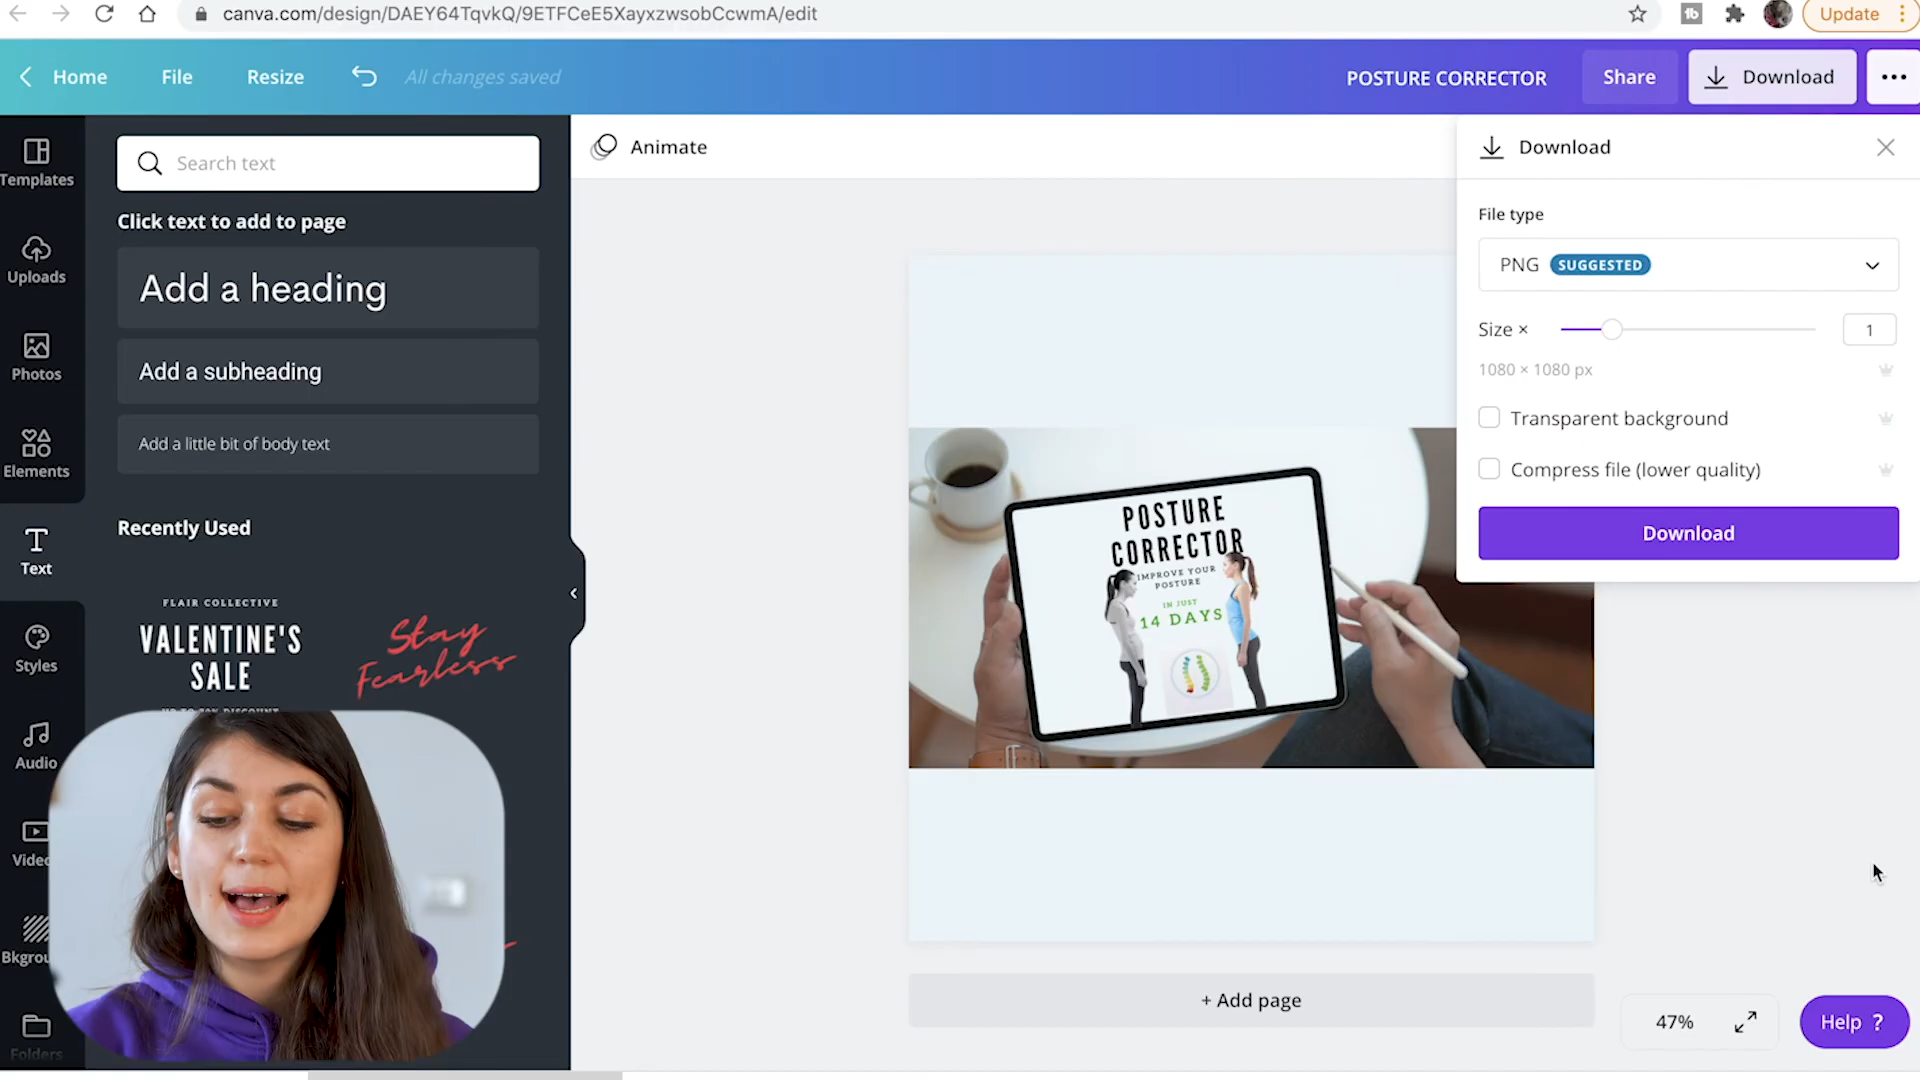 canva.com/design/DAEY64TqvkQ/9ETFCeE5XayxzwsobCcwmA/edit
Update
Home
File
Resize
All changes saved
POSTURE CORRECTOR
Share
Download
Templates
Uploads
Photos
Elements
Text
Styles
Audio
Folders
Search text
Click text to add to page
Add a heading
Add a subheading
Add a little bit of body text
Recently Used
FLAIR COLLECTIVE
VALENTINE'S
SALE
Stay
Fearless
Animate
POSTURE
CORRECTOR
IMPROVE YOUR
POSTURE
IN JUST
14 DAYS
+ Add page
Download
File type
PNG SUGGESTED
Size × 1
1080 × 1080 px
Transparent background
Compress file (lower quality)
Download
47%
Help ?